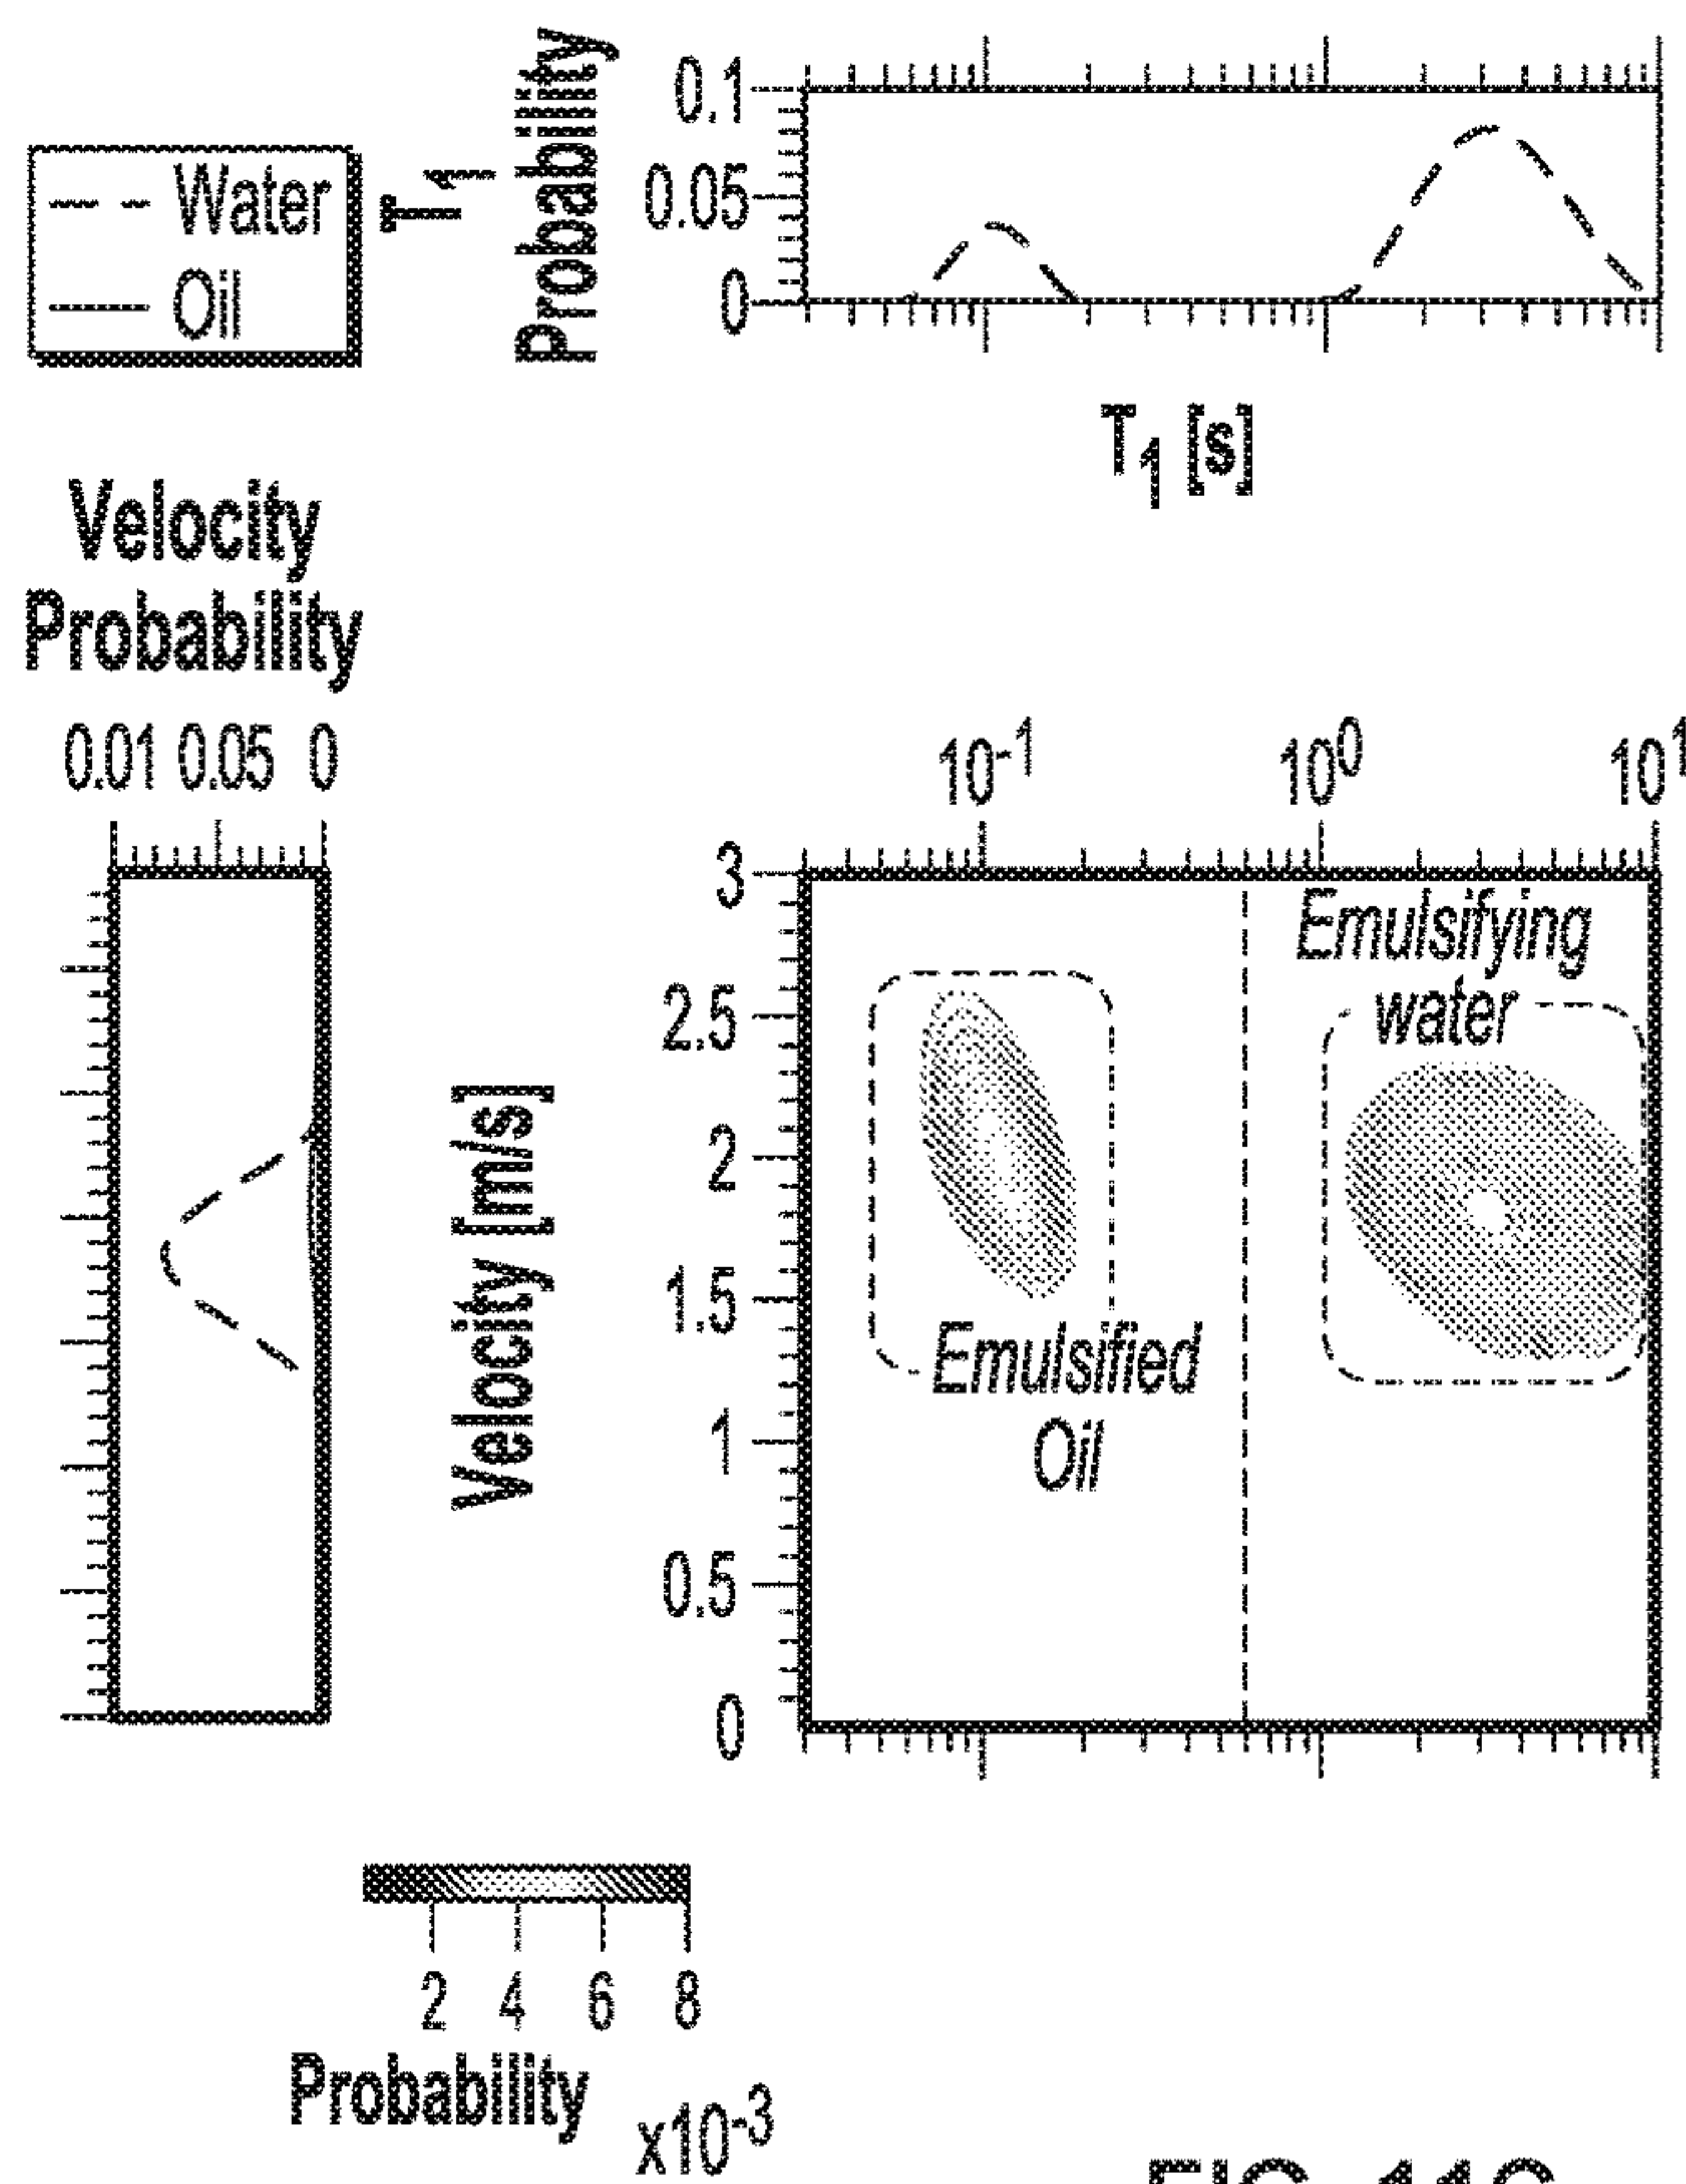 Water
Oil
T1
Probability
0.1
0.05
0
T1 [s]
Velocity
Probability
0.01 0.05 0
10-1 100 101
Velocity [m/s]
3
2.5
2
1.5
1
0.5
0
Emulsifying
water
Emulsified
Oil
2 4 6 8
Probability
x10-3